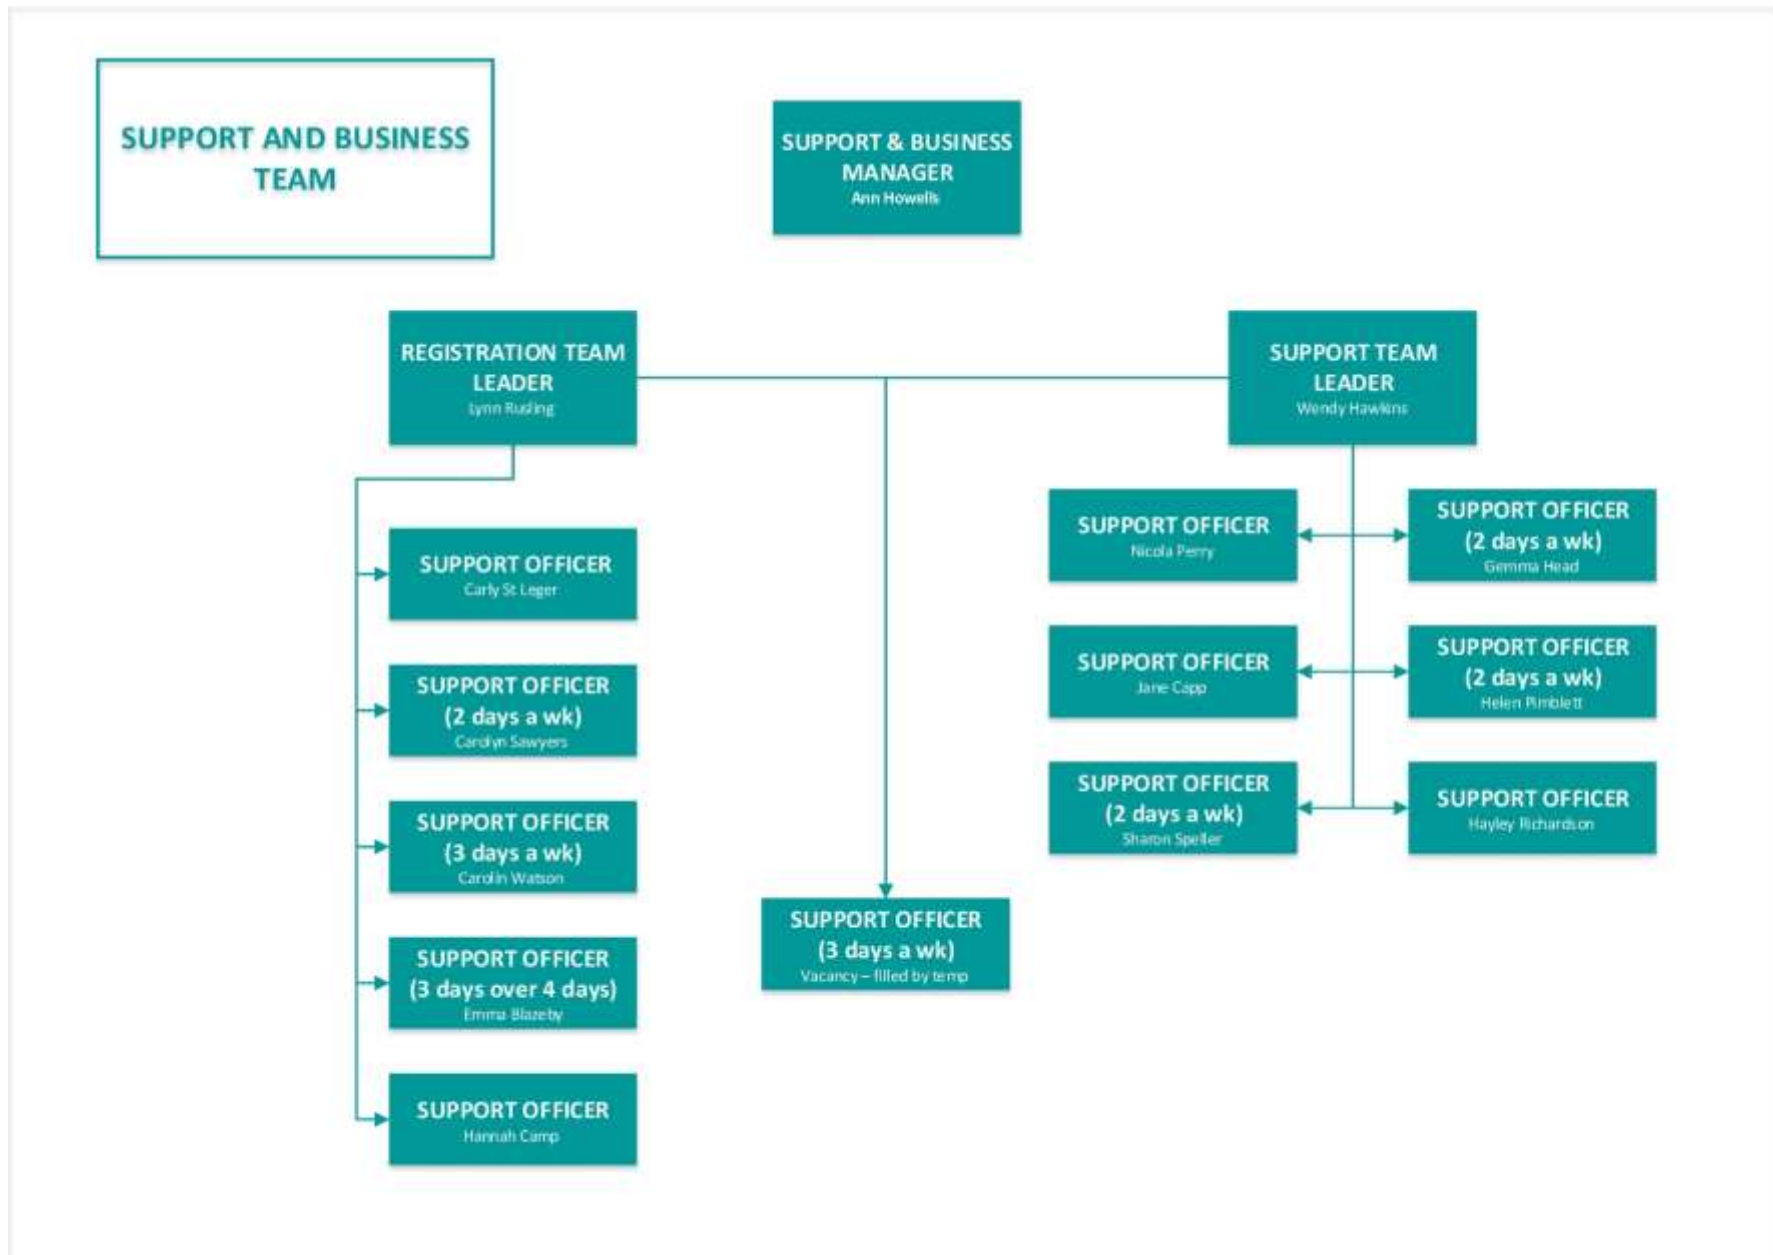 SUPPORT AND BUSINESS
TEAM
SUPPORT & BUSINESS
MANAGER
Ann Howells
REGISTRATION TEAM
LEADER
Lynn Rusling
SUPPORT TEAM
LEADER
Wendy Hawkins
SUPPORT OFFICER
Carly St Leger
SUPPORT OFFICER
(2 days a wk)
Carolyn Sawyers
SUPPORT OFFICER
(3 days a wk)
Carolin Watson
SUPPORT OFFICER
(3 days over 4 days)
Emma Blazeby
SUPPORT OFFICER
Hannah Camp
SUPPORT OFFICER
(3 days a wk)
Vacancy – filled by temp
SUPPORT OFFICER
Nicola Perry
SUPPORT OFFICER
(2 days a wk)
Gemma Head
SUPPORT OFFICER
Jane Capp
SUPPORT OFFICER
(2 days a wk)
Helen Pimblett
SUPPORT OFFICER
(2 days a wk)
Sharon Speller
SUPPORT OFFICER
Hayley Richardson